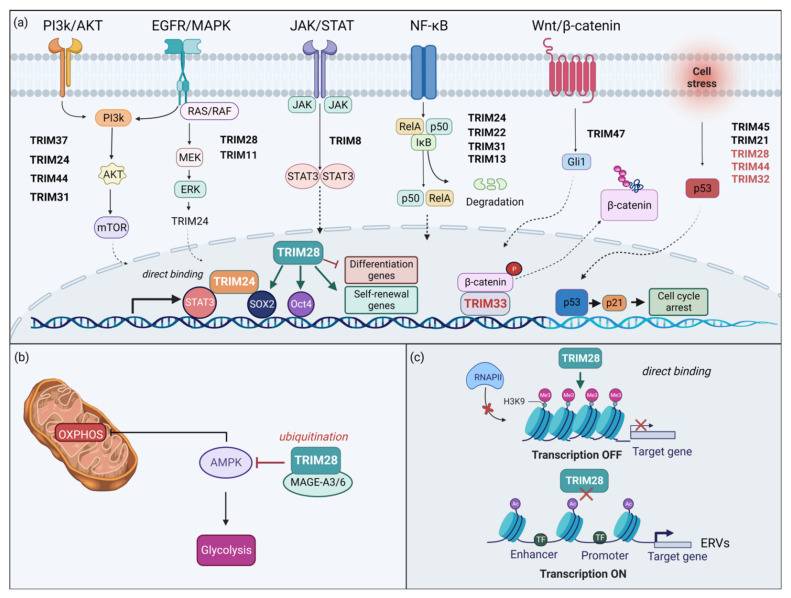 (a)
PI3k/AKT
EGFR/MAPK
JAK/STAT
NF-κB
Wnt/β-catenin
Cell
stress
PI3k
RAS/RAF
JAK
JAK
RelA
p50
IκB
TRIM37
TRIM24
TRIM44
TRIM31
AKT
mTOR
TRIM28
TRIM11
MEK
ERK
TRIM24
TRIM8
STAT3
STAT3
TRIM24
TRIM22
TRIM31
TRIM13
p50
RelA
Degradation
TRIM47
Gli1
β-catenin
TRIM45
TRIM21
TRIM28
TRIM44
TRIM32
p53
direct binding
TRIM24
STAT3
TRIM28
SOX2
Oct4
Differentiation
genes
Self-renewal
genes
P
β-catenin
TRIM33
p53
p21
Cell cycle
arrest
(b)
OXPHOS
AMPK
ubiquitination
TRIM28
MAGE-A3/6
Glycolysis
(c)
TRIM28
direct binding
RNAPII
H3K9
Me3
Me3
Me3
Me3
Transcription OFF
Target gene
TRIM28
Ac
Ac
Ac
TF
TF
ERVs
Enhancer
Promoter
Target gene
Transcription ON